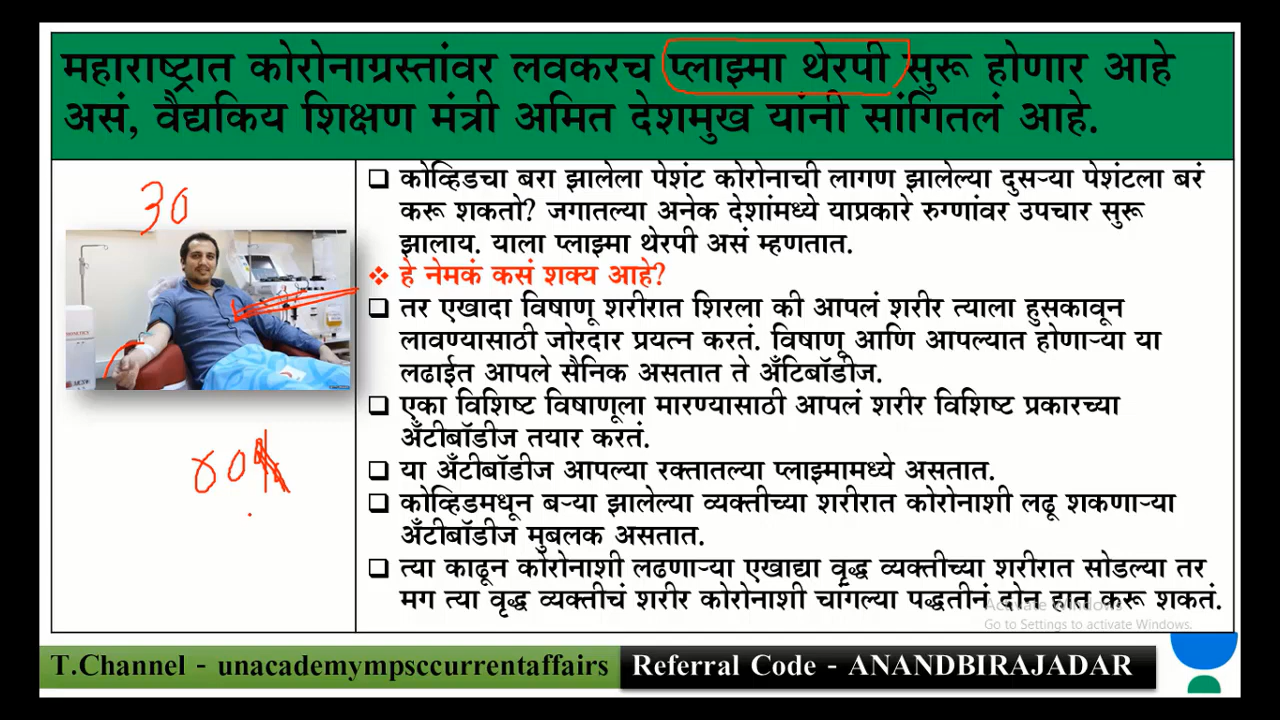 महाराष्ट्रात कोरोनाग्रस्तांवर लवकरच प्लाझ्मा थेरपी सुरू होणार आहे
असं, वैद्यकिय शिक्षण मंत्री अमित देशमुख यांनी सांगितलं आहे.
30
कोव्हिडचा बरा झालेला पेशंट कोरोनाची लागण झालेल्या दुसऱ्या पेशंटला बरं
करू शकतो? जगातल्या अनेक देशांमध्ये याप्रकारे रुग्णांवर उपचार सुरू
झालाय. याला प्लाझ्मा थेरपी असं म्हणतात.
हे नेमकं कसं शक्य आहे?
तर एखादा विषाणू शरीरात शिरला की आपलं शरीर त्याला हुसकावून
लावण्यासाठी जोरदार प्रयत्न करतं. विषाणू आणि आपल्यात होणाऱ्या या
लढाईत आपले सैनिक असतात ते अँटिबॉडीज.
एका विशिष्ट विषाणूला मारण्यासाठी आपलं शरीर विशिष्ट प्रकारच्या
अँटीबॉडीज तयार करतं.
या अँटीबॉडीज आपल्या रक्तातल्या प्लाझ्मामध्ये असतात.
कोव्हिडमधून बऱ्या झालेल्या व्यक्तीच्या शरीरात कोरोनाशी लढू शकणाऱ्या
अँटीबॉडीज मुबलक असतात.
त्या काढून कोरोनाशी लढणाऱ्या एखाद्या वृद्ध व्यक्तीच्या शरीरात सोडल्या तर
मग त्या वृद्ध व्यक्तीचं शरीर कोरोनाशी चांगल्या पद्धतीनं दोन हात करू शकतं.
Activate Windows
Go to Settings to activate Windows.
T.Channel - unacademympsccurrentaffairs
Referral Code - ANANDBIRAJADAR